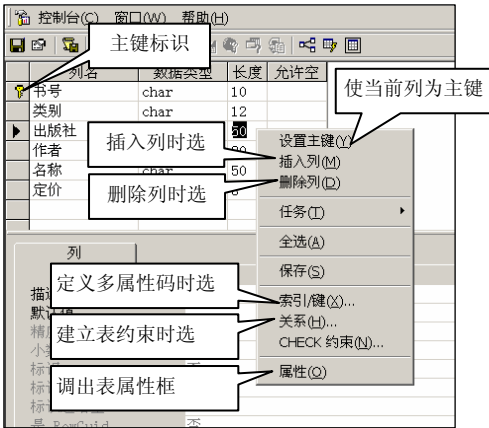 控制台(C) 窗口(W) 帮助(H)
主键标识
列名 数据类型 长度 允许空
书号 char 10
类别 char 12
出版社 50
作者
名称 char 50
定价
使当前列为主键
插入列时选
删除列时选
设置主键(Y)
插入列(M)
删除列(D)
任务(T)
全选(A)
保存(S)
索引/键(X)...
关系(H)...
CHECK 约束(N)...
属性(O)
列
定义多属性码时选
建立表约束时选
调出表属性框
否